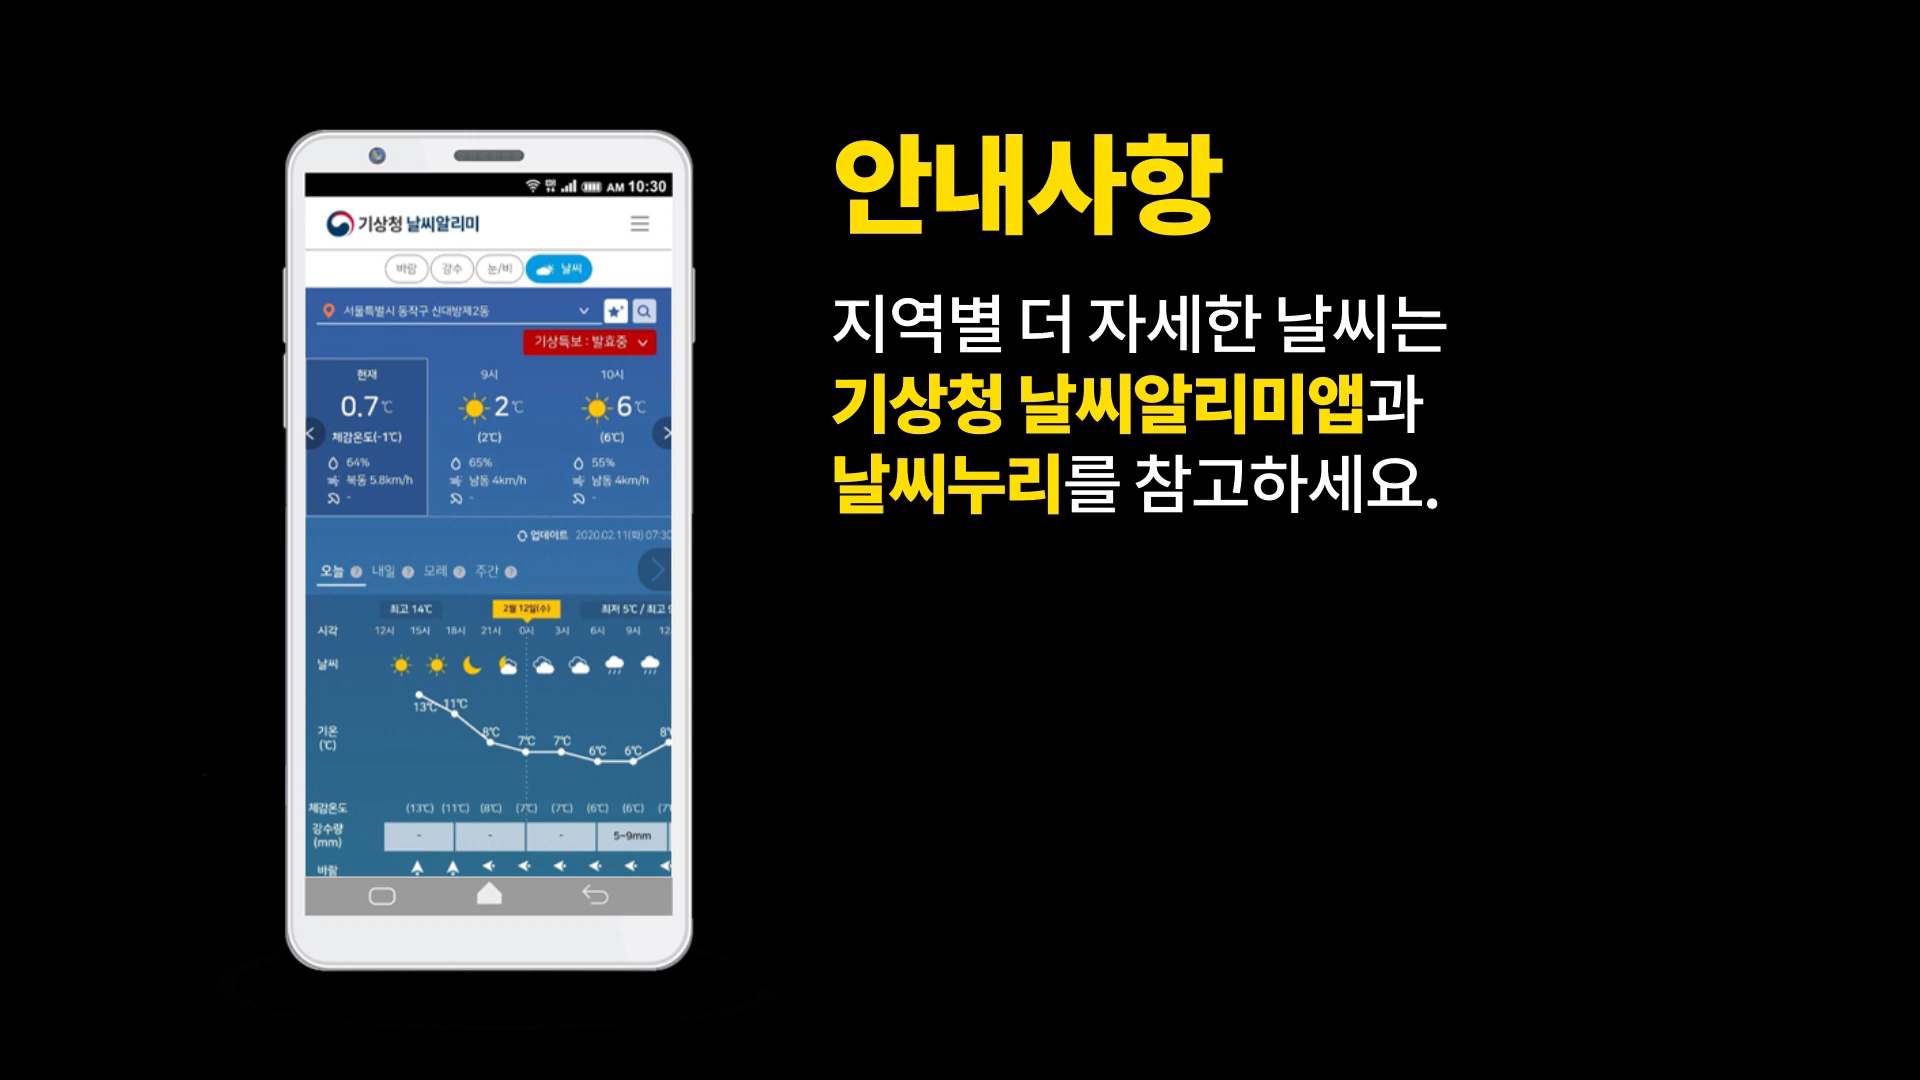 안내사항
지역별 더 자세한 날씨는
기상청 날씨알리미앱과
날씨누리를 참고하세요.
AM 10:30
기상청 날씨알리미
바람 강수 눈/비 날씨
서울특별시 동작구 신대방제2동
기상특보 : 발효중
현재 9시 10시
0.7℃ 2℃ 6℃
체감온도(-1℃) (2℃) (6℃)
64% 65% 55%
북동 5.8km/h 남동 4km/h 남동 4km/h
- - -
업데이트 2020.02.11(화) 07:30
오늘 ? 내일 ? 모레 ? 주간 ?
최고 14℃ 2월 12일(수) 최저 5℃ / 최고 9
시각 12시 15시 18시 21시 0시 3시 6시 9시 12
날씨
기온
(℃)
13℃ 11℃ 8℃ 7℃ 7℃ 6℃ 6℃ 8
체감온도 (13℃) (11℃) (8℃) (7℃) (7℃) (6℃) (6℃) (7
강수량
(mm)
- - - 5~9mm
바람